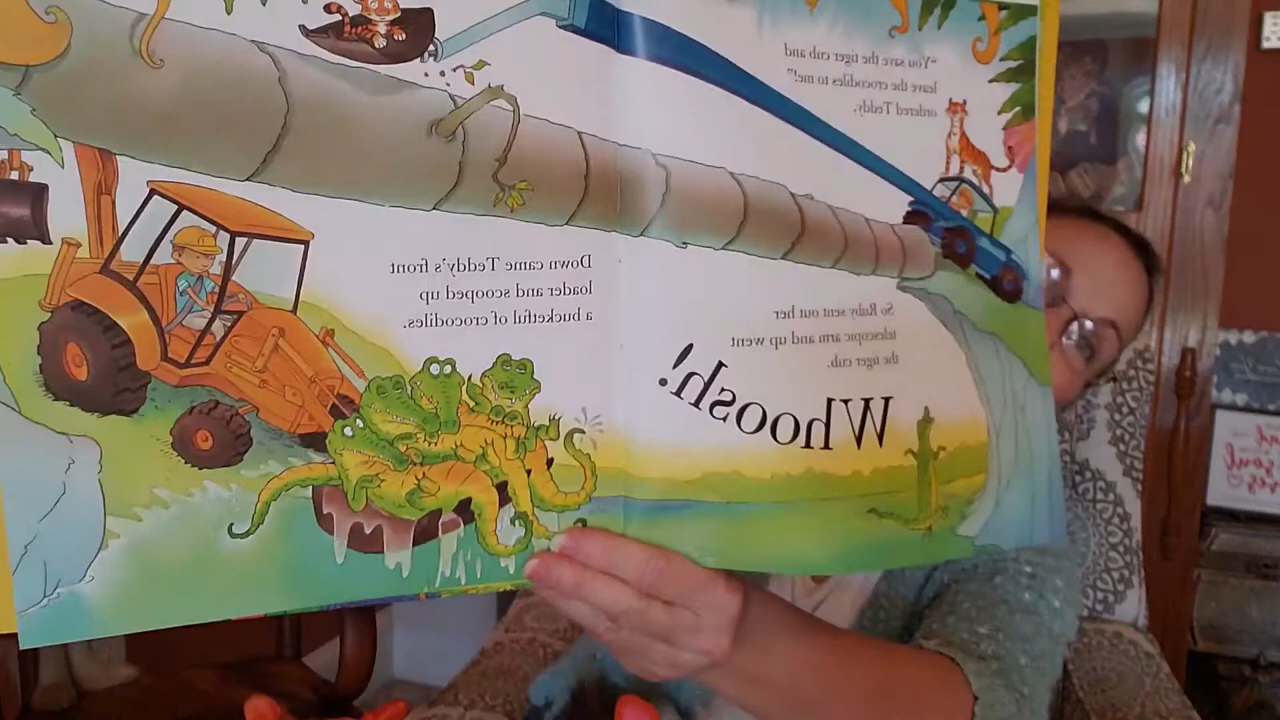 "You save the tiger cub and
leave the crocodiles to me!"
ordered Teddy.
So Ruby sent out her
telescopic arm and up went
the tiger cub.
Whoosh!
Down came Teddy's front
loader and scooped up
a bucketful of crocodiles.